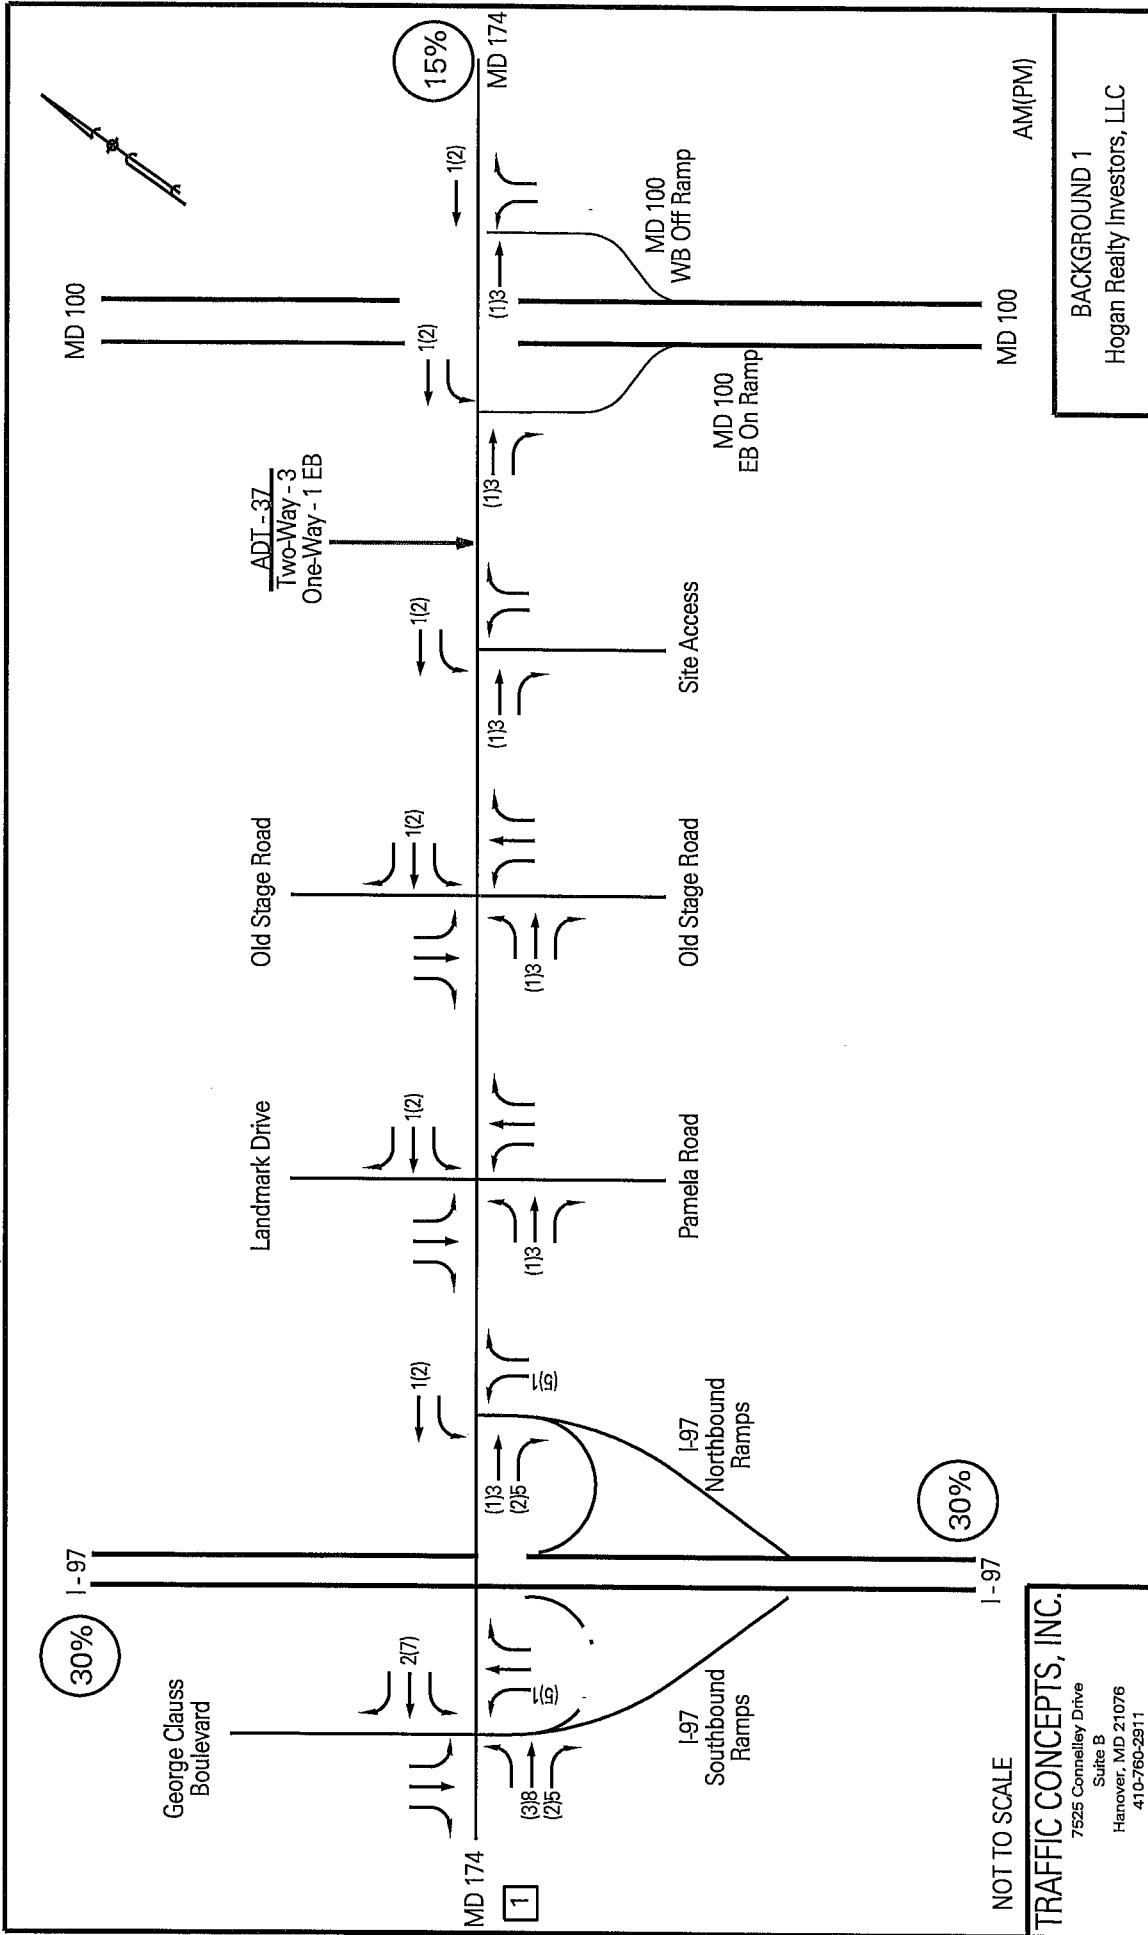 George Clauss
Boulevard
30%
I-97
Landmark Drive
Old Stage Road
ADT - 37
Two-Way - 3
One-Way - 1 EB
MD 100
15%
2(7)
1(2)
1(2)
1(2)
1(2)
1(2)
1(2)
MD 174
MD 174
1
(3)8
(2)5
(5)1
(1)3
(2)5
(5)1
(1)3
(1)3
(1)3
(1)3
(1)3
I-97
Southbound
Ramps
I-97
Northbound
Ramps
Pamela Road
Old Stage Road
Site Access
MD 100
EB On Ramp
MD 100
WB Off Ramp
30%
I-97
MD 100
AM(PM)
NOT TO SCALE
TRAFFIC CONCEPTS, INC.
7525 Connelley Drive
Suite B
Hanover, MD 21076
410-760-2911
BACKGROUND 1
Hogan Realty Investors, LLC